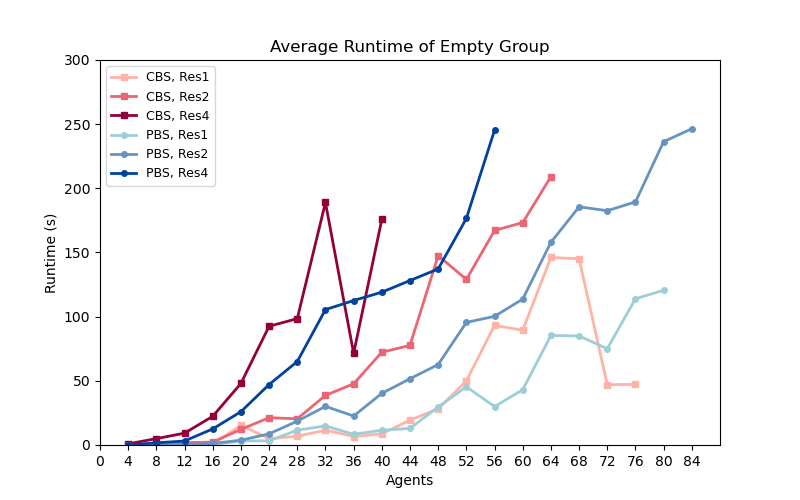 Average Runtime of Empty Group
300
250
200
150
100
50
0
Runtime (s)
CBS, Res1
CBS, Res2
CBS, Res4
PBS, Res1
PBS, Res2
PBS, Res4
0 4 8 12 16 20 24 28 32 36 40 44 48 52 56 60 64 68 72 76 80 84
Agents